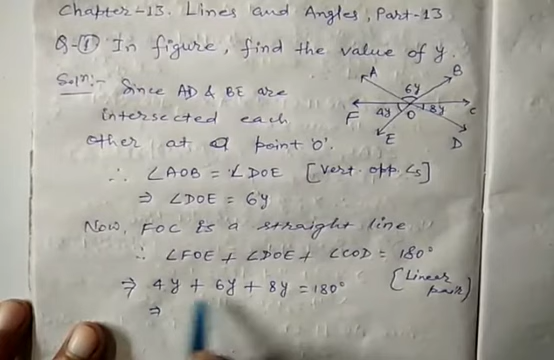 Chapter-13. Lines and Angles, Part-13
Q-① In figure, find the value of y.
Soln:- Since AD & BE are
intersected each
other at a point 'O'.
A
B
6y
F
4y
O
8y
C
E
D
∴ ∠AOB = ∠DOE [Vert. opp. ∠s]
⇒ ∠DOE = 6y
Now, FOC is a straight line
∴ ∠FOE + ∠DOE + ∠COD = 180°
⇒ 4y + 6y + 8y = 180° [Linear
pair]
⇒